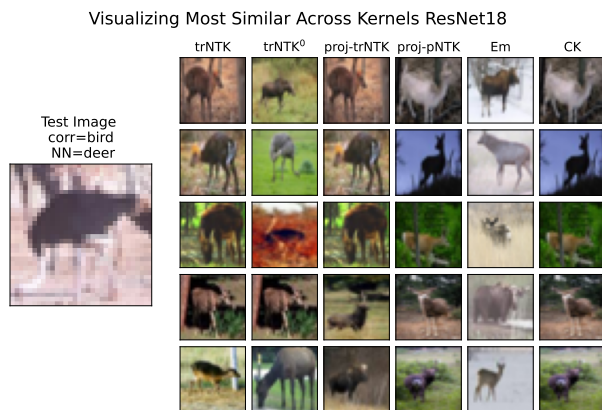 Visualizing Most Similar Across Kernels ResNet18
trNTK trNTK⁰ proj-trNTK proj-pNTK Em CK
Test Image
corr=bird
NN=deer